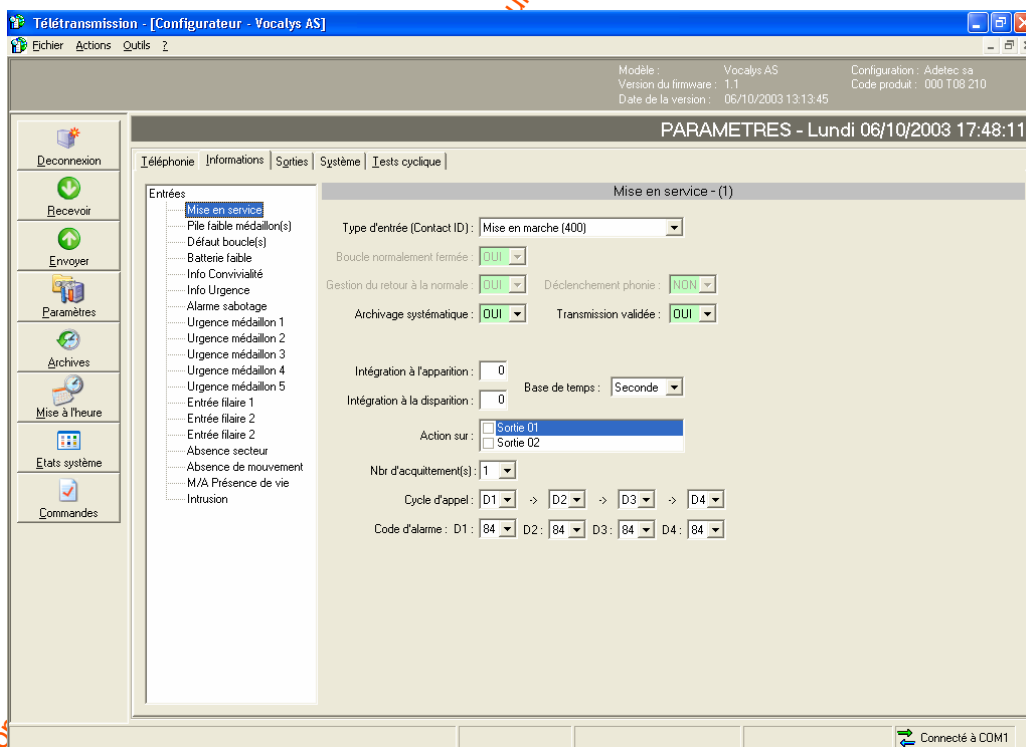 Télétransmission - [Configurateur - Vocalys AS]
Fichier Actions Outils ?
Modèle : Vocalys AS Configuration : Adetec sa
Version du firmware : 1.1 Code produit : 000 T08 210
Date de la version : 06/10/2003 13:13:45
PARAMETRES - Lundi 06/10/2003 17:48:11
Deconnexion
Recevoir
Envoyer
Paramètres
Archives
Mise à l'heure
Etats système
Commandes
Téléphonie Informations Sorties Système Tests cyclique
Entrées
Mise en service
Pile faible médaillon(s)
Défaut boucle(s)
Batterie faible
Info Convivialité
Info Urgence
Alarme sabotage
Urgence médaillon 1
Urgence médaillon 2
Urgence médaillon 3
Urgence médaillon 4
Urgence médaillon 5
Entrée filaire 1
Entrée filaire 2
Entrée filaire 2
Absence secteur
Absence de mouvement
M/A Présence de vie
Intrusion
Mise en service - (1)
Type d'entrée (Contact ID) : Mise en marche (400)
Boucle normalement fermée : OUI
Gestion du retour à la normale : OUI Déclenchement phonie : NON
Archivage systématique : OUI Transmission validée : OUI
Intégration à l'apparition : 0
Base de temps : Seconde
Intégration à la disparition : 0
Action sur : Sortie 01
Sortie 02
Nbr d'acquittement(s) : 1
Cycle d'appel : D1 -> D2 -> D3 -> D4
Code d'alarme : D1 : 84 D2 : 84 D3 : 84 D4 : 84
Connecté à COM1